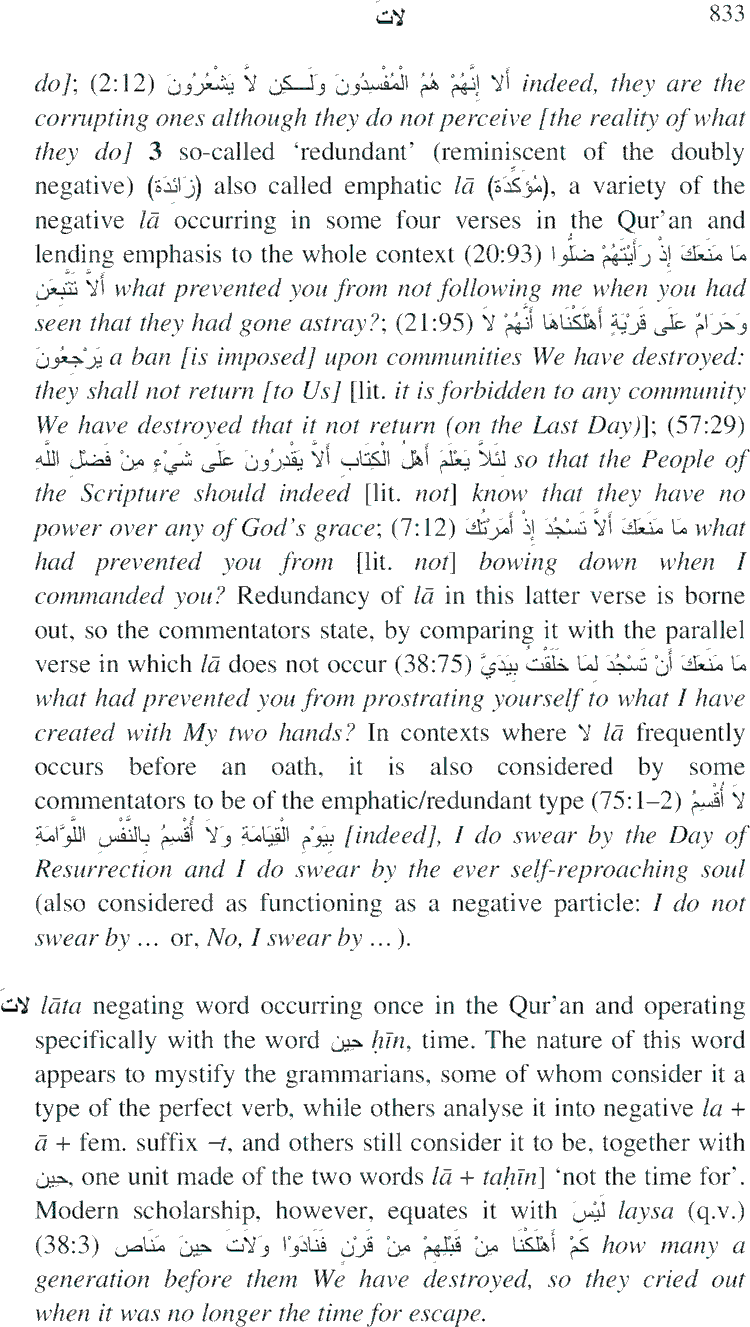 لاتَ 833
do]; (2:12) أَلا إِنَّهُمْ هُمُ الْمُفْسِدُونَ وَلَـكِن لاَّ يَشْعُرُونَ indeed, they are the
corrupting ones although they do not perceive [the reality of what
they do] 3 so-called ‘redundant’ (reminiscent of the doubly
negative) (زَائِدَة) also called emphatic lā (مُؤَكِّدَة), a variety of the
negative lā occurring in some four verses in the Qur’an and
lending emphasis to the whole context (20:93) مَا مَنَعَكَ إِذْ رَأَيْتَهُمْ ضَلُّوا
أَلاَّ تَتَّبِعَنِ what prevented you from not following me when you had
seen that they had gone astray?; (21:95) وَحَرَامٌ عَلَى قَرْيَةٍ أَهْلَكْنَاهَا أَنَّهُمْ لاَ
يَرْجِعُونَ a ban [is imposed] upon communities We have destroyed:
they shall not return [to Us] [lit. it is forbidden to any community
We have destroyed that it not return (on the Last Day)]; (57:29)
لِئَلاَّ يَعْلَمَ أَهْلُ الْكِتَابِ أَلاَّ يَقْدِرُونَ عَلَى شَيْءٍ مِنْ فَضْلِ اللَّهِ so that the People of
the Scripture should indeed [lit. not] know that they have no
power over any of God’s grace; (7:12) مَا مَنَعَكَ أَلاَّ تَسْجُدَ إِذْ أَمَرْتُكَ what
had prevented you from [lit. not] bowing down when I
commanded you? Redundancy of lā in this latter verse is borne
out, so the commentators state, by comparing it with the parallel
verse in which lā does not occur (38:75) مَا مَنَعَكَ أَنْ تَسْجُدَ لِمَا خَلَقْتُ بِيَدَيَّ
what had prevented you from prostrating yourself to what I have
created with My two hands? In contexts where لا lā frequently
occurs before an oath, it is also considered by some
commentators to be of the emphatic/redundant type (75:1–2) لاَ أُقْسِمُ
بِيَوْمِ الْقِيَامَةِ وَلاَ أُقْسِمُ بِالنَّفْسِ اللَّوَّامَةِ [indeed], I do swear by the Day of
Resurrection and I do swear by the ever self-reproaching soul
(also considered as functioning as a negative particle: I do not
swear by … or, No, I swear by …).
لاتَ lāta negating word occurring once in the Qur’an and operating
specifically with the word حِين ḥīn, time. The nature of this word
appears to mystify the grammarians, some of whom consider it a
type of the perfect verb, while others analyse it into negative la +
ā + fem. suffix –t, and others still consider it to be, together with
حِين, one unit made of the two words lā + taḥīn] ‘not the time for’.
Modern scholarship, however, equates it with لَيْسَ laysa (q.v.)
(38:3) كَمْ أَهْلَكْنَا مِنْ قَبْلِهِمْ مِنْ قَرْنٍ فَنَادَوْا وَلاَتَ حِينَ مَنَاصٍ how many a
generation before them We have destroyed, so they cried out
when it was no longer the time for escape.